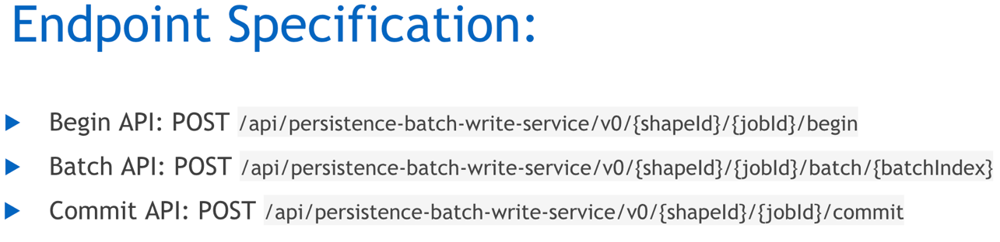 Endpoint Specification:
Begin API: POST /api/persistence-batch-write-service/v0/{shapeId}/{jobId}/begin
Batch API: POST /api/persistence-batch-write-service/v0/{shapeId}/{jobId}/batch/{batchIndex}
Commit API: POST /api/persistence-batch-write-service/v0/{shapeId}/{jobId}/commit